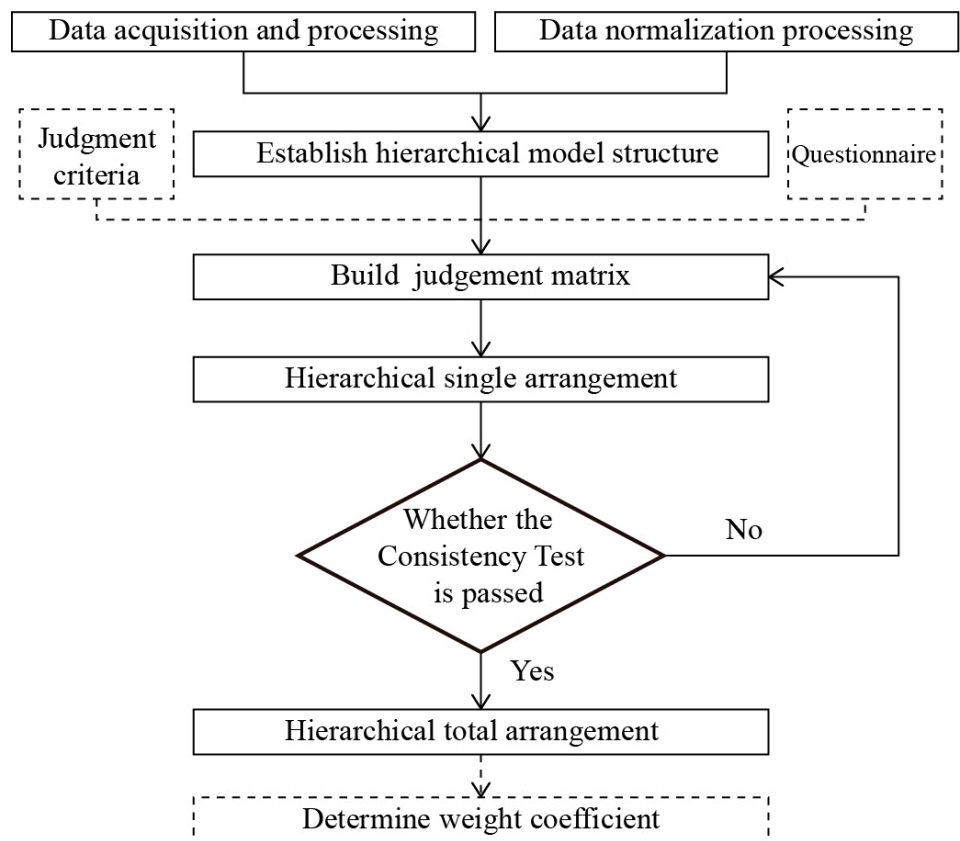 Data acquisition and processing
Data normalization processing
Judgment
criteria
Establish hierarchical model structure
Questionnaire
Build judgement matrix
Hierarchical single arrangement
Whether the
Consistency Test
is passed
No
Yes
Hierarchical total arrangement
Determine weight coefficient